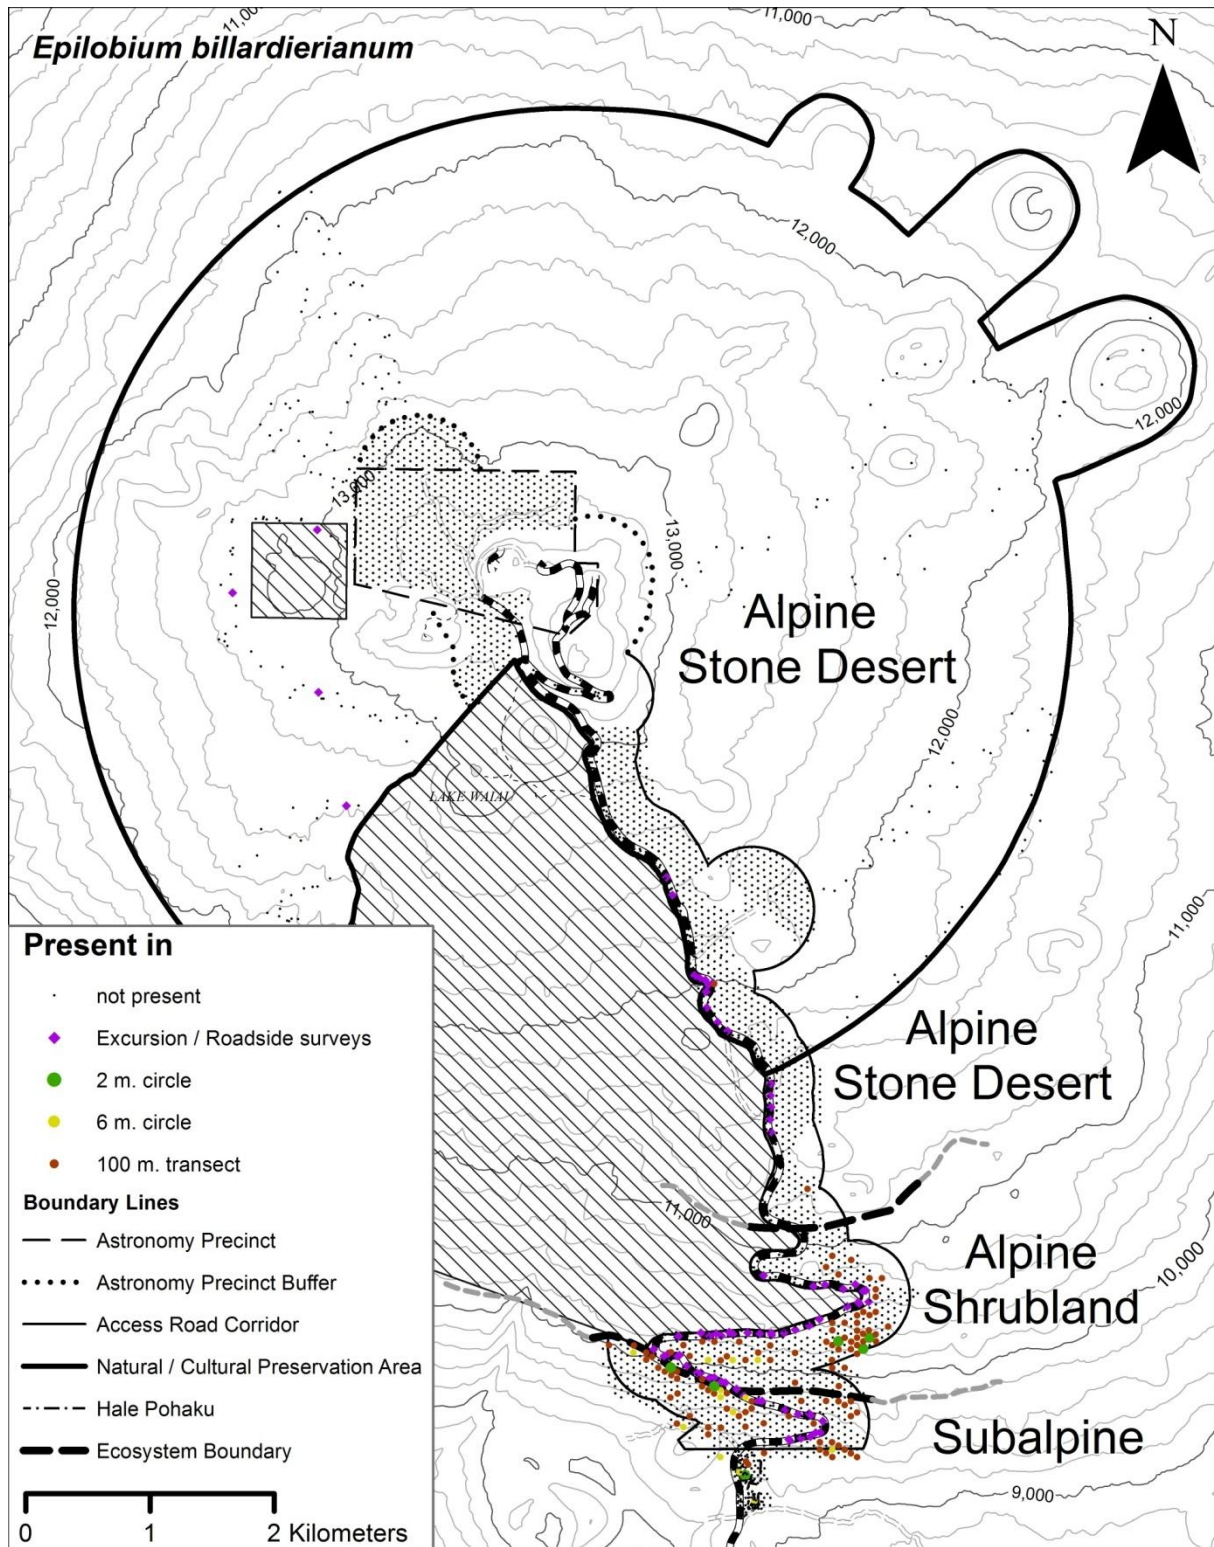 Epilobium billardierianum
N
11,000
11,000
12,000
12,000
13,000
13,000
12,000
Alpine
Stone Desert
12,000
LAKE WAIAU
11,000
Alpine
Stone Desert
11,000
10,000
Alpine
Shrubland
Subalpine
9,000
Present in
not present
Excursion / Roadside surveys
2 m. circle
6 m. circle
100 m. transect
Boundary Lines
Astronomy Precinct
Astronomy Precinct Buffer
Access Road Corridor
Natural / Cultural Preservation Area
Hale Pohaku
Ecosystem Boundary
0 1 2 Kilometers